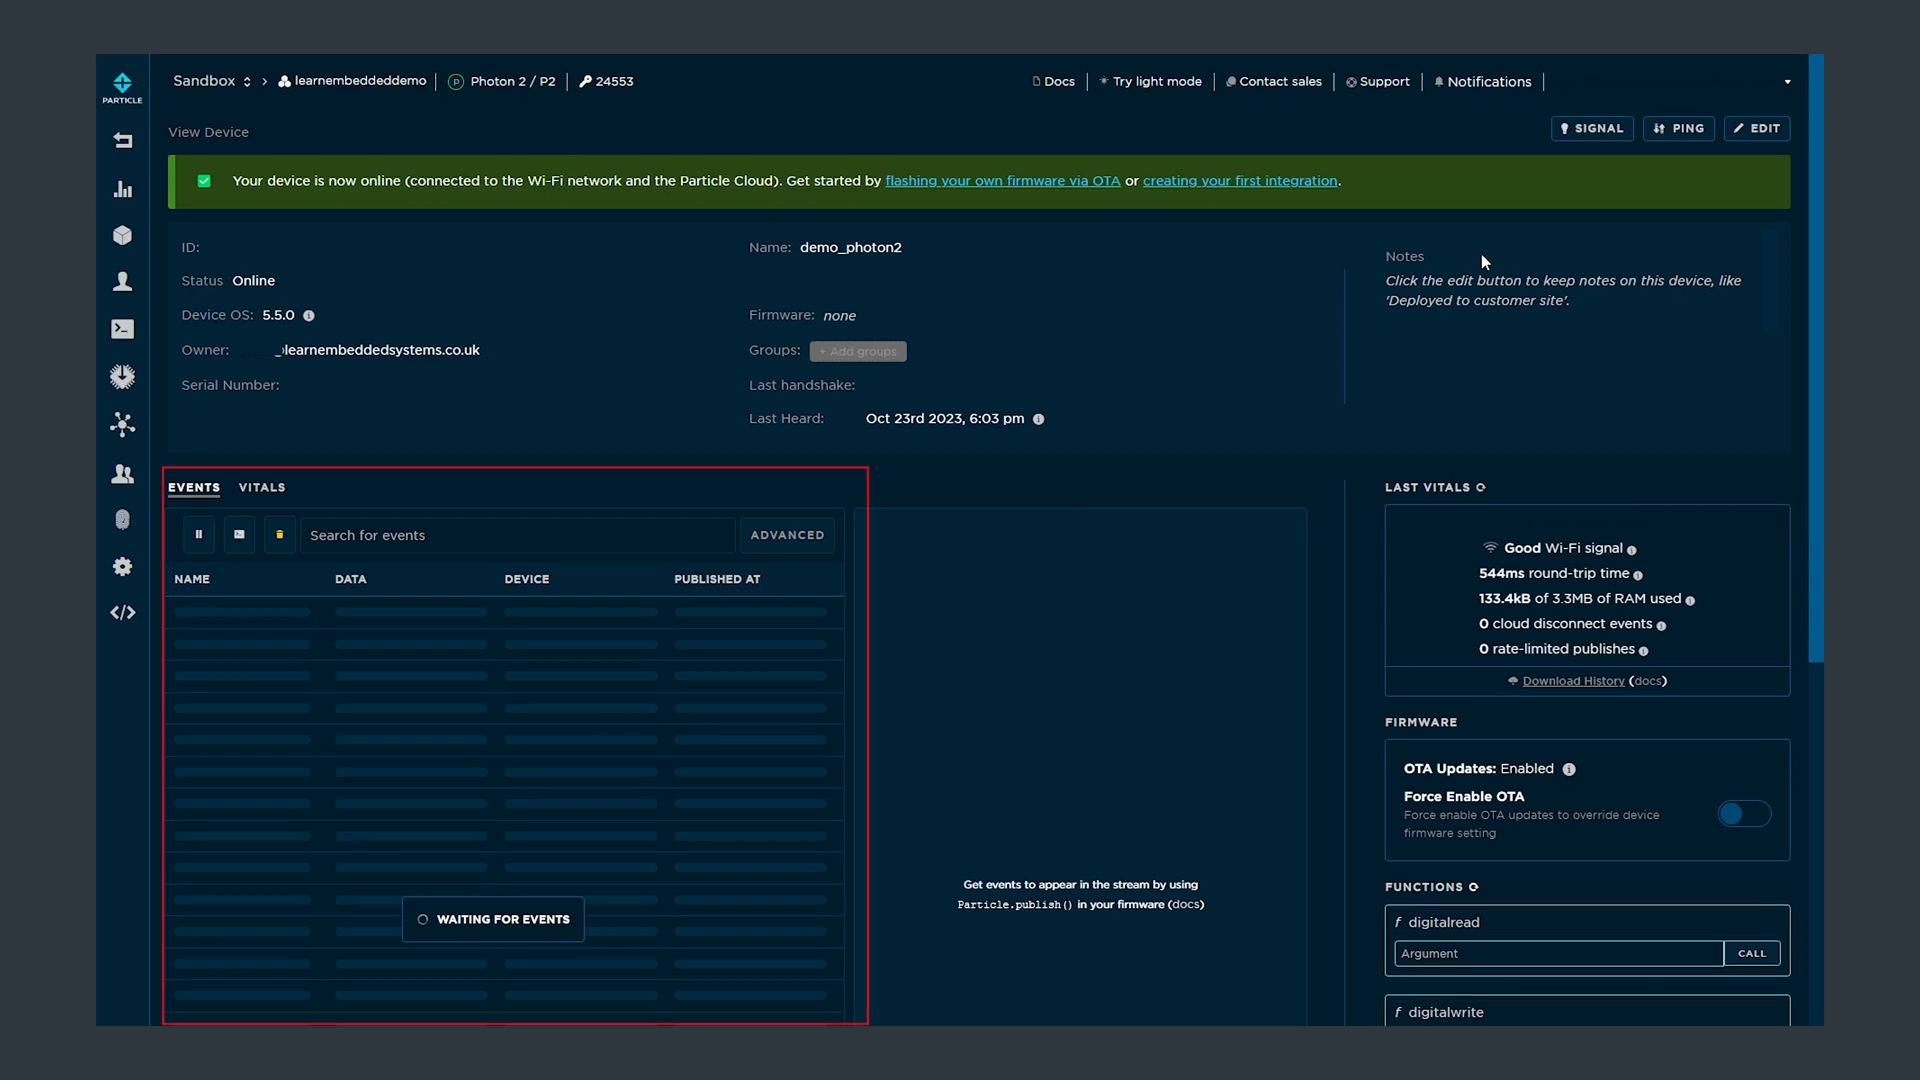 PARTICLE
Sandbox > learnembeddeddemo | P Photon 2 / P2 | 24553
Docs | Try light mode | Contact sales | Support | Notifications |
View Device
SIGNAL PING EDIT
Your device is now online (connected to the Wi-Fi network and the Particle Cloud). Get started by flashing your own firmware via OTA or creating your first integration.
ID:
Status Online
Device OS: 5.5.0
Owner: learnembeddedsystems.co.uk
Serial Number:
Name: demo_photon2
Firmware: none
Groups: + Add groups
Last handshake:
Last Heard: Oct 23rd 2023, 6:03 pm
Notes
Click the edit button to keep notes on this device, like
'Deployed to customer site'.
EVENTS VITALS
Search for events ADVANCED
NAME DATA DEVICE PUBLISHED AT
WAITING FOR EVENTS
Get events to appear in the stream by using
Particle.publish() in your firmware (docs)
LAST VITALS
Good Wi-Fi signal
544ms round-trip time
133.4kB of 3.3MB of RAM used
0 cloud disconnect events
0 rate-limited publishes
Download History (docs)
FIRMWARE
OTA Updates: Enabled
Force Enable OTA
Force enable OTA updates to override device
firmware setting
FUNCTIONS
f digitalread
Argument CALL
f digitalwrite